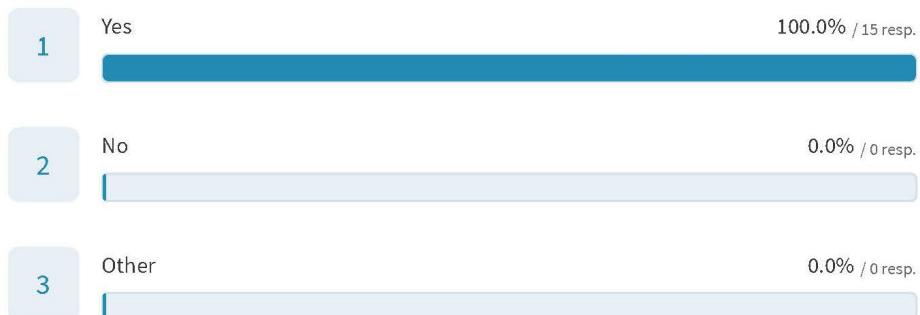 1 Yes 100.0% / 15 resp.
2 No 0.0% / 0 resp.
3 Other 0.0% / 0 resp.